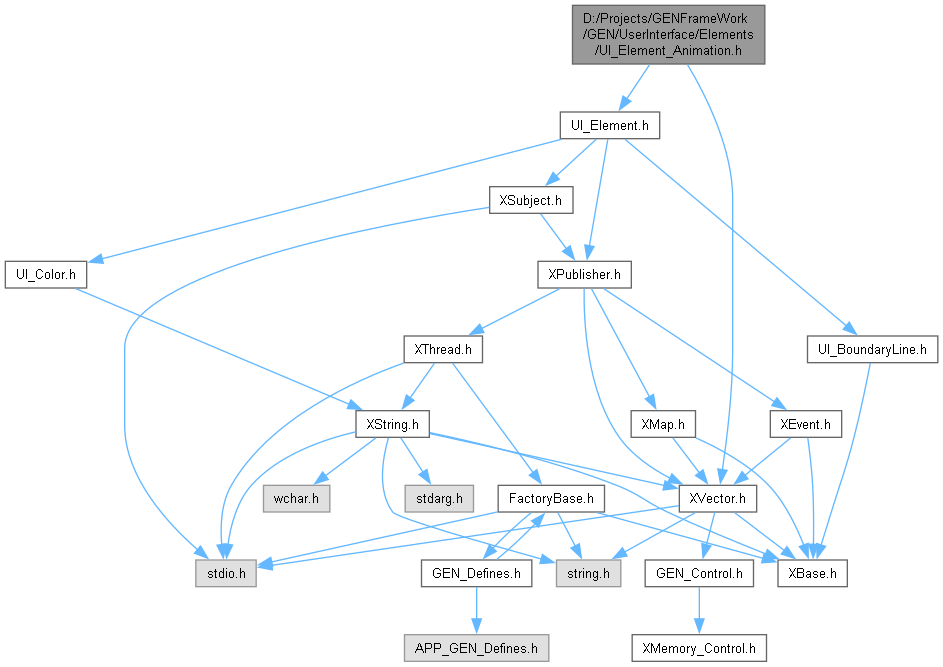 D:/Projects/GENFrameWork
/GEN/UserInterface/Elements
/UI_Element_Animation.h
UI_Element.h
XSubject.h
UI_Color.h
XPublisher.h
XThread.h
UI_BoundaryLine.h
XString.h
XMap.h
XEvent.h
wchar.h
stdarg.h
FactoryBase.h
XVector.h
stdio.h
GEN_Defines.h
string.h
GEN_Control.h
XBase.h
APP_GEN_Defines.h
XMemory_Control.h